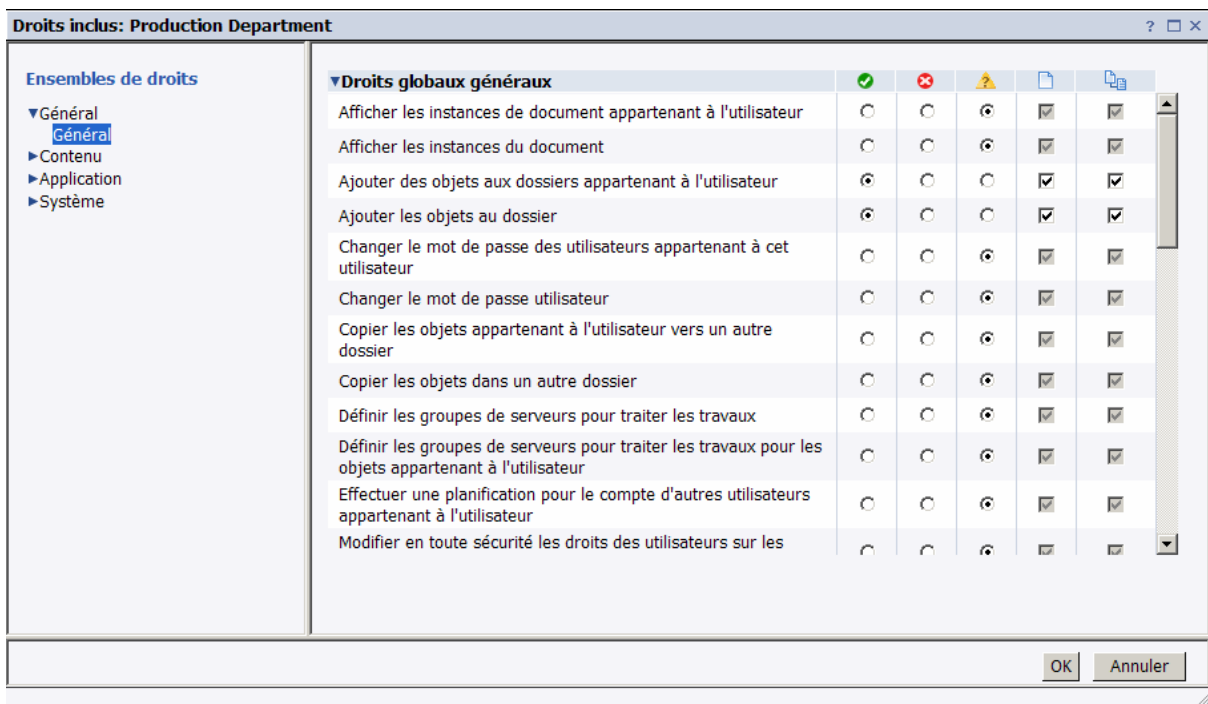 Droits inclus: Production Department
?
Ensembles de droits
Général
Général
Contenu
Application
Système
Droits globaux généraux
Afficher les instances de document appartenant à l'utilisateur
Afficher les instances du document
Ajouter des objets aux dossiers appartenant à l'utilisateur
Ajouter les objets au dossier
Changer le mot de passe des utilisateurs appartenant à cet
utilisateur
Changer le mot de passe utilisateur
Copier les objets appartenant à l'utilisateur vers un autre
dossier
Copier les objets dans un autre dossier
Définir les groupes de serveurs pour traiter les travaux
Définir les groupes de serveurs pour traiter les travaux pour les
objets appartenant à l'utilisateur
Effectuer une planification pour le compte d'autres utilisateurs
appartenant à l'utilisateur
Modifier en toute sécurité les droits des utilisateurs sur les
OK
Annuler